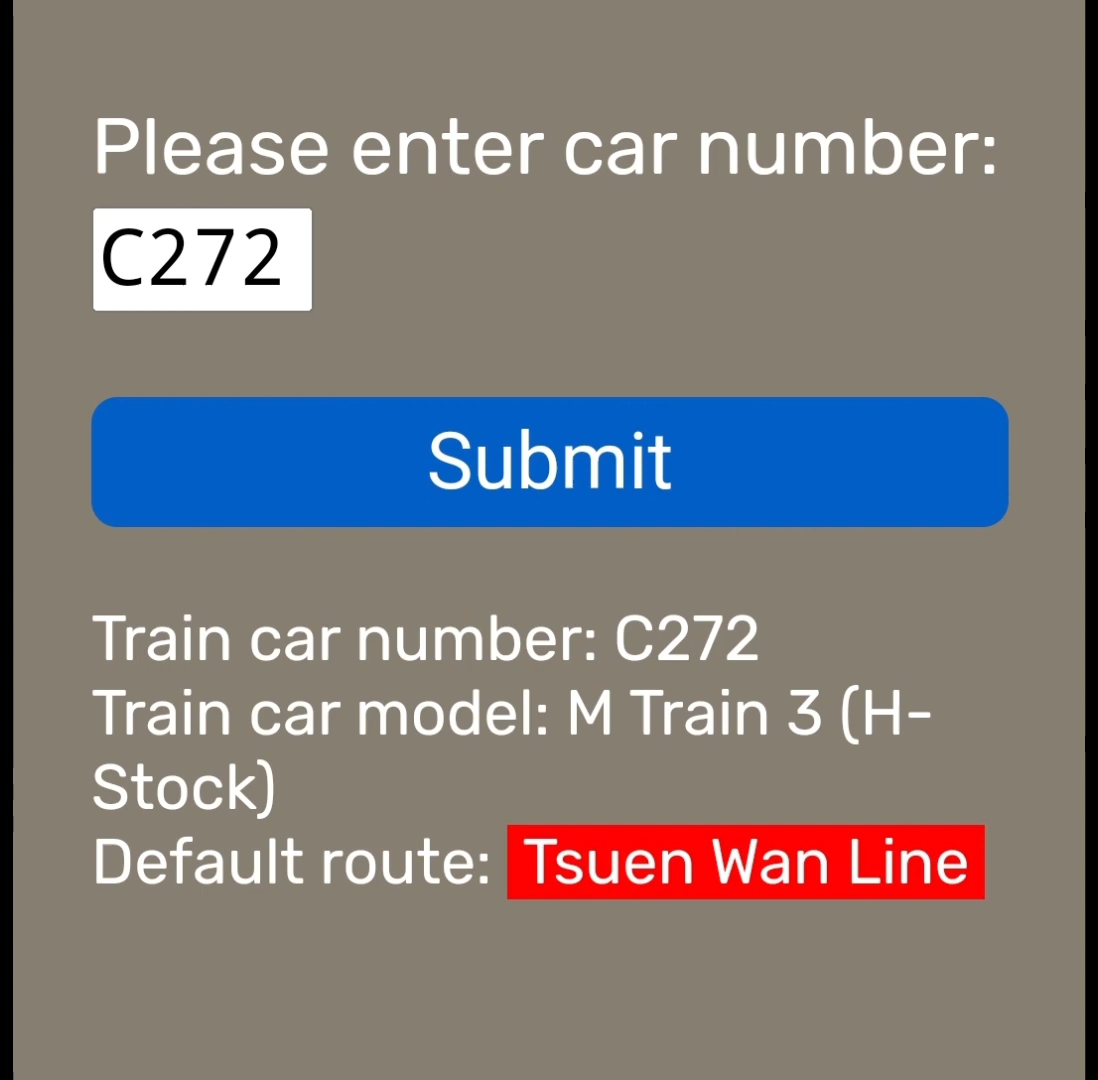 Please enter car number:
C272
Submit
Train car number: C272
Train car model: M Train 3 (H-
Stock)
Default route: Tsuen Wan Line